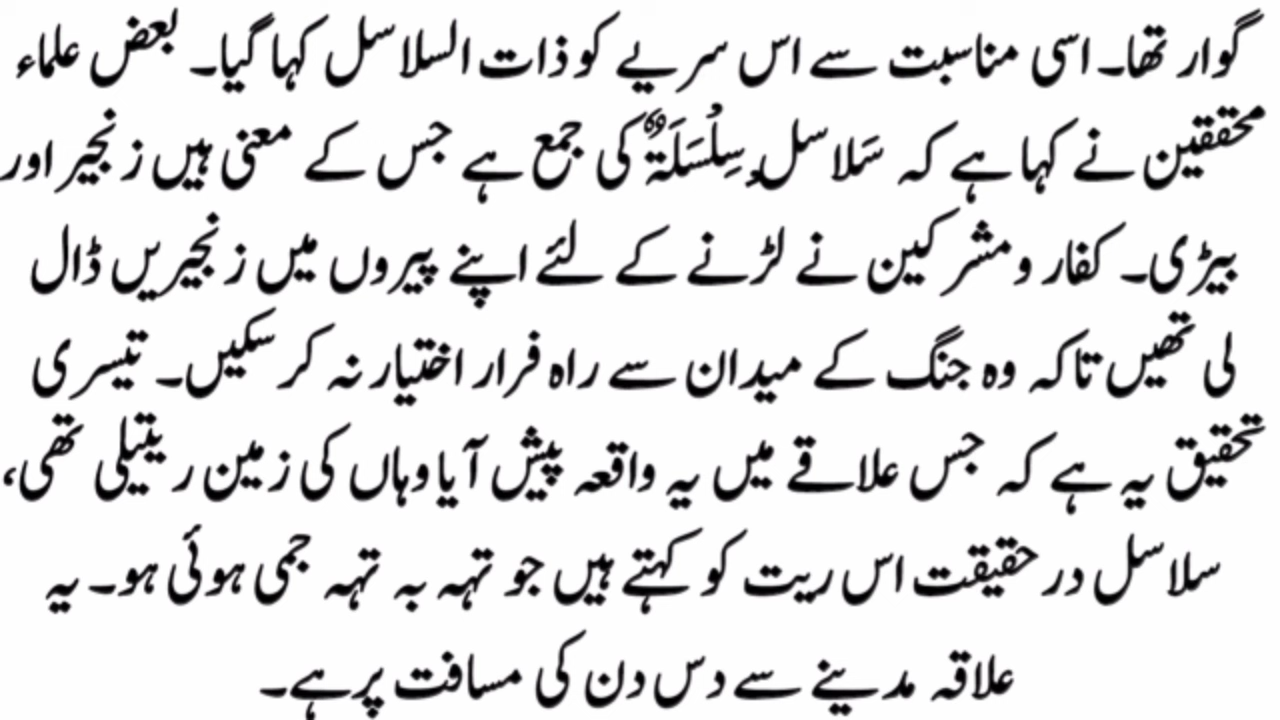 گوار تھا۔ اسی مناسبت سے اس سریے کو ذات السلاسل کہا گیا۔ بعض علماء
محققین نے کہا ہے کہ سَلاسل، سِلْسَلَۃٌ کی جمع ہے جس کے معنی ہیں زنجیر اور
بیڑی۔ کفار و مشرکین نے لڑنے کے لئے اپنے پیروں میں زنجیریں ڈال
لی تھیں تاکہ وہ جنگ کے میدان سے راہ فرار اختیار نہ کر سکیں۔ تیسری
تحقیق یہ ہے کہ جس علاقے میں یہ واقعہ پیش آیا وہاں کی زمین ریتیلی تھی،
سلاسل در حقیقت اس ریت کو کہتے ہیں جو تہہ بہ تہہ جمی ہوئی ہو۔ یہ
علاقہ مدینے سے دس دن کی مسافت پر ہے۔